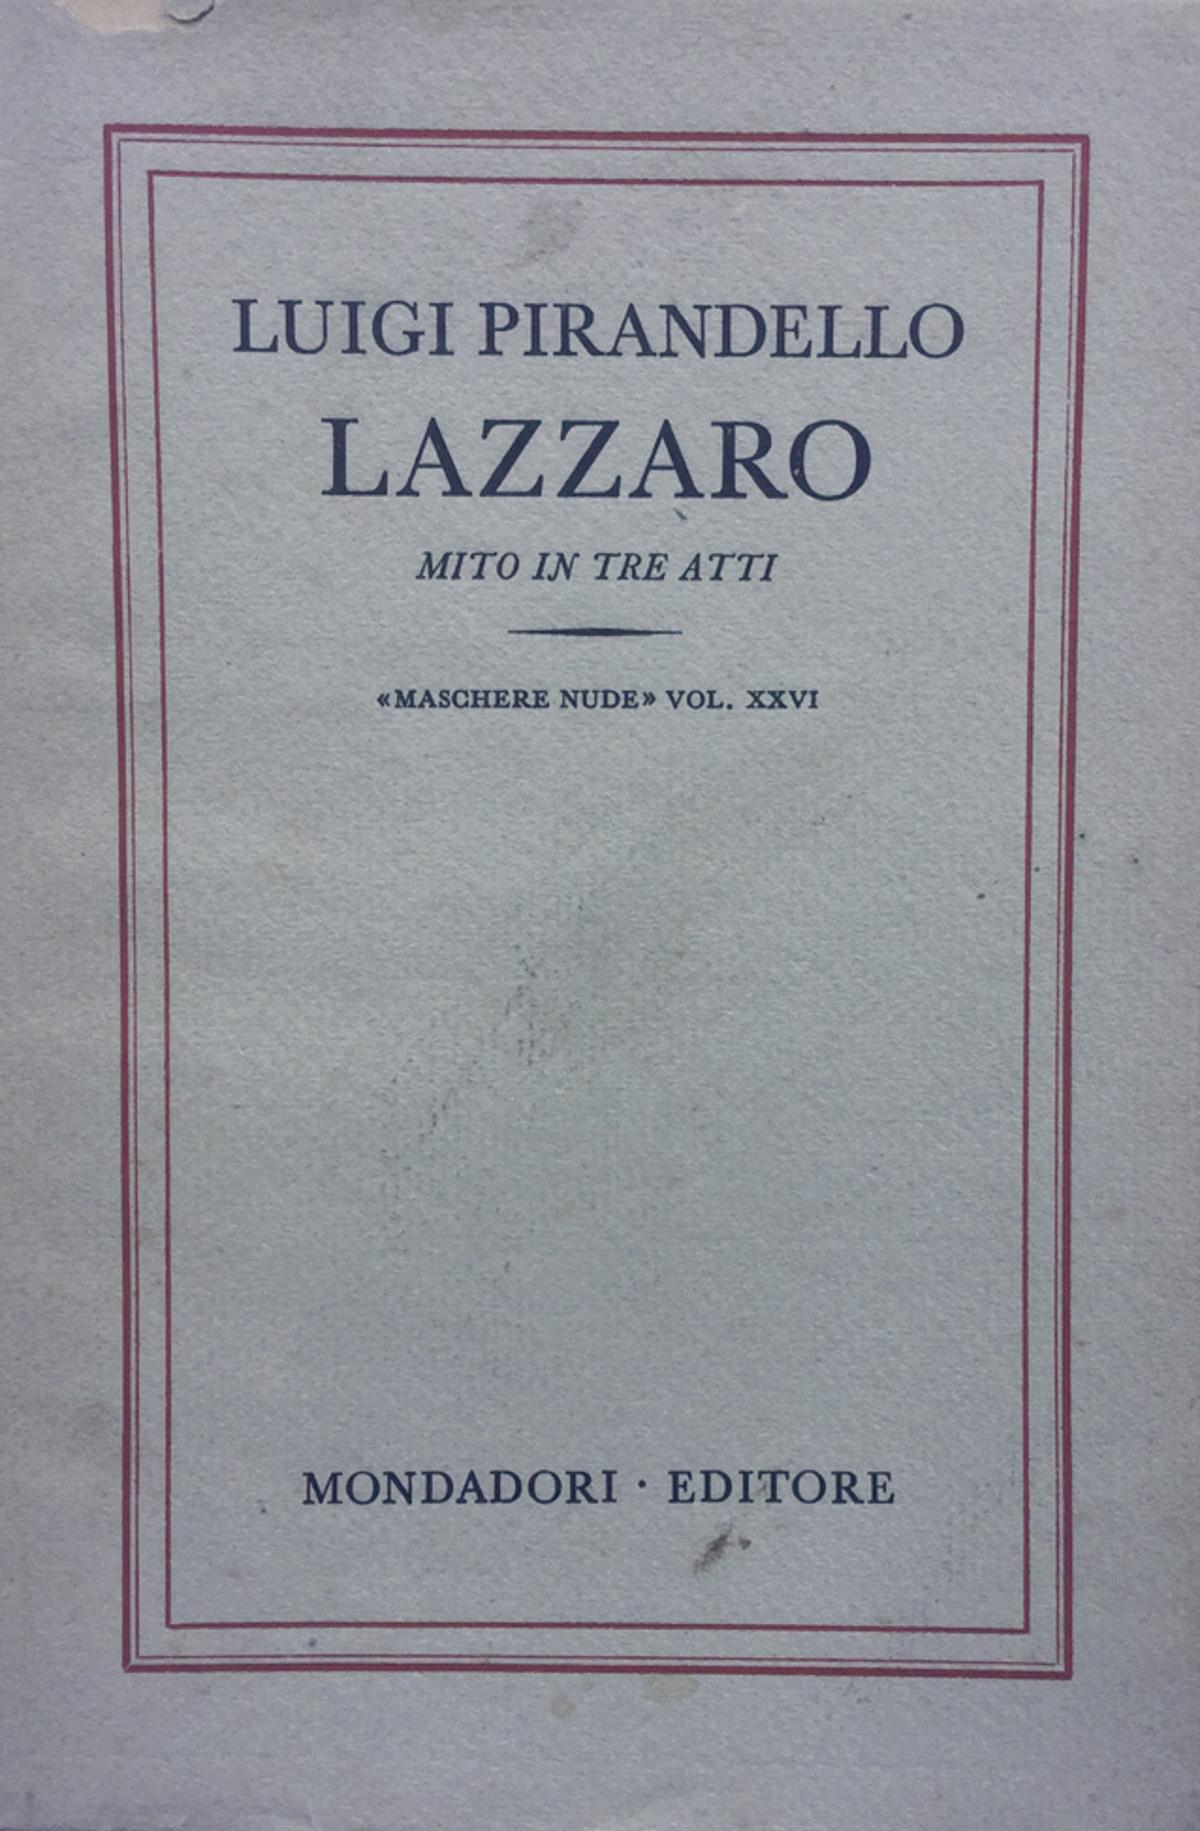 LUIGI PIRANDELLO
LAZZARO
MITO IN TRE ATTI
«MASCHERE NUDE» VOL. XXVI
MONDADORI · EDITORE